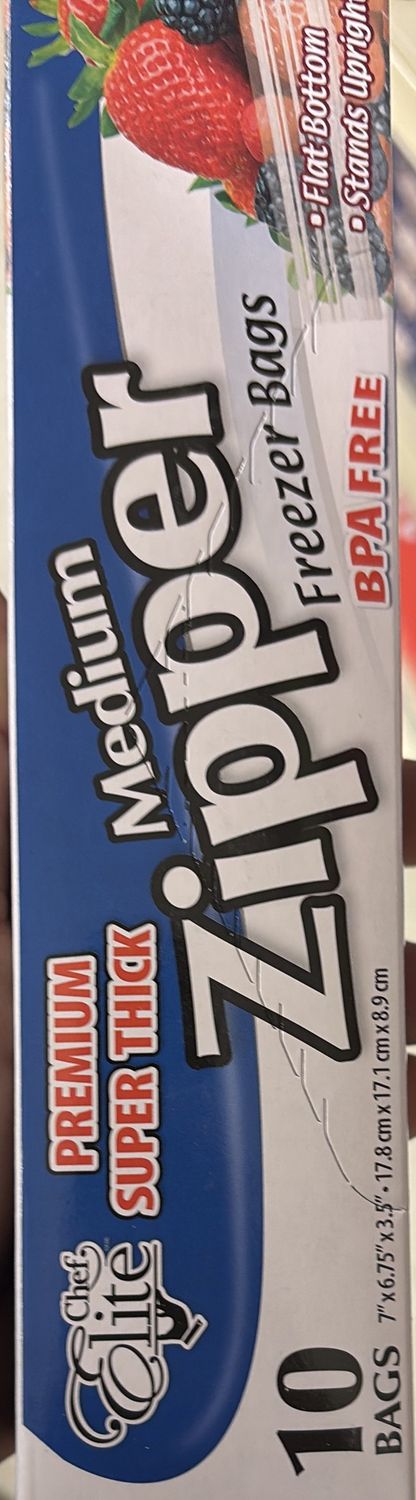 Chef
Elite
PREMIUM
SUPER THICK
Medium
Zipper
Freezer Bags
BPA FREE
• Flat Bottom
• Stands Upright
10
BAGS
7" x 6.75" x 3.5" • 17.8 cm x 17.1 cm x 8.9 cm